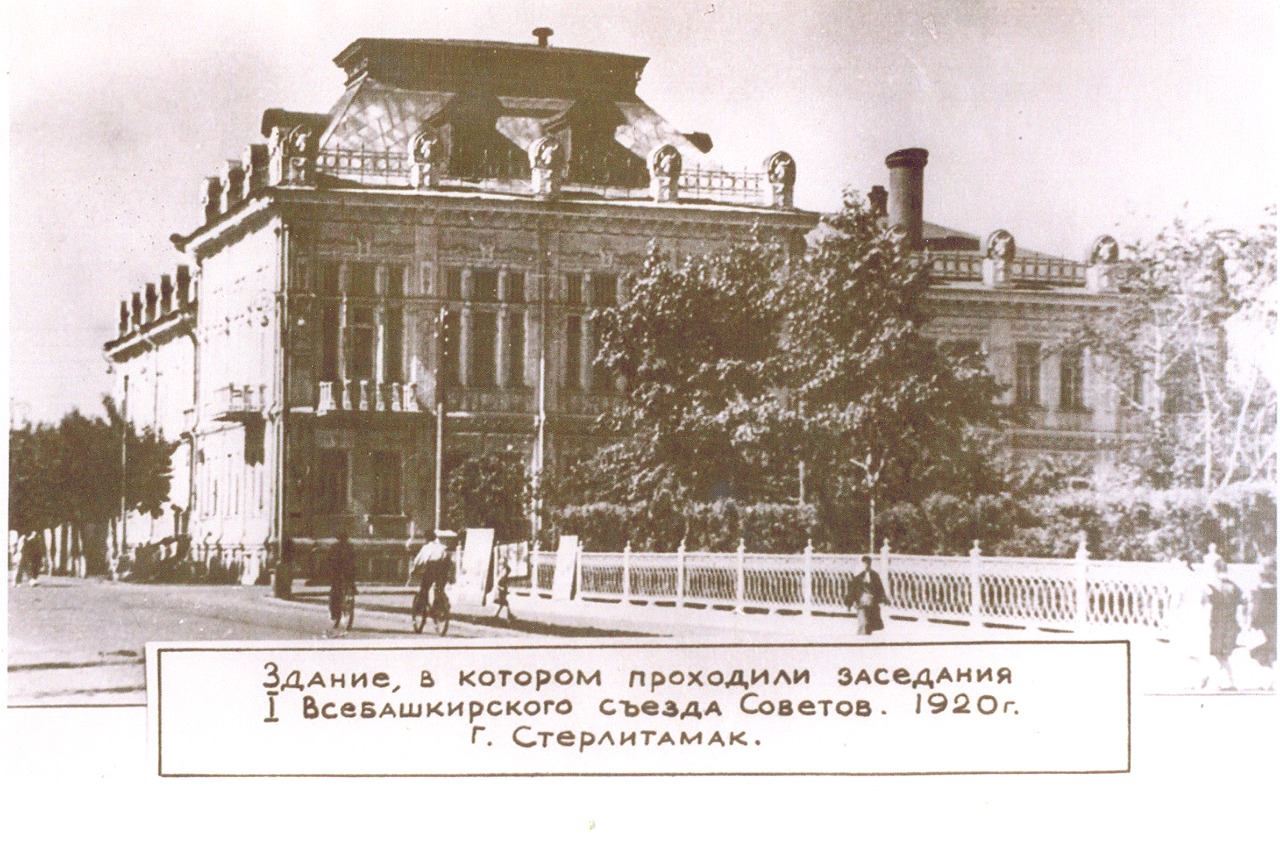 Здание, в котором проходили заседания
I Всебашкирского съезда Советов. 1920г.
г. Стерлитамак.